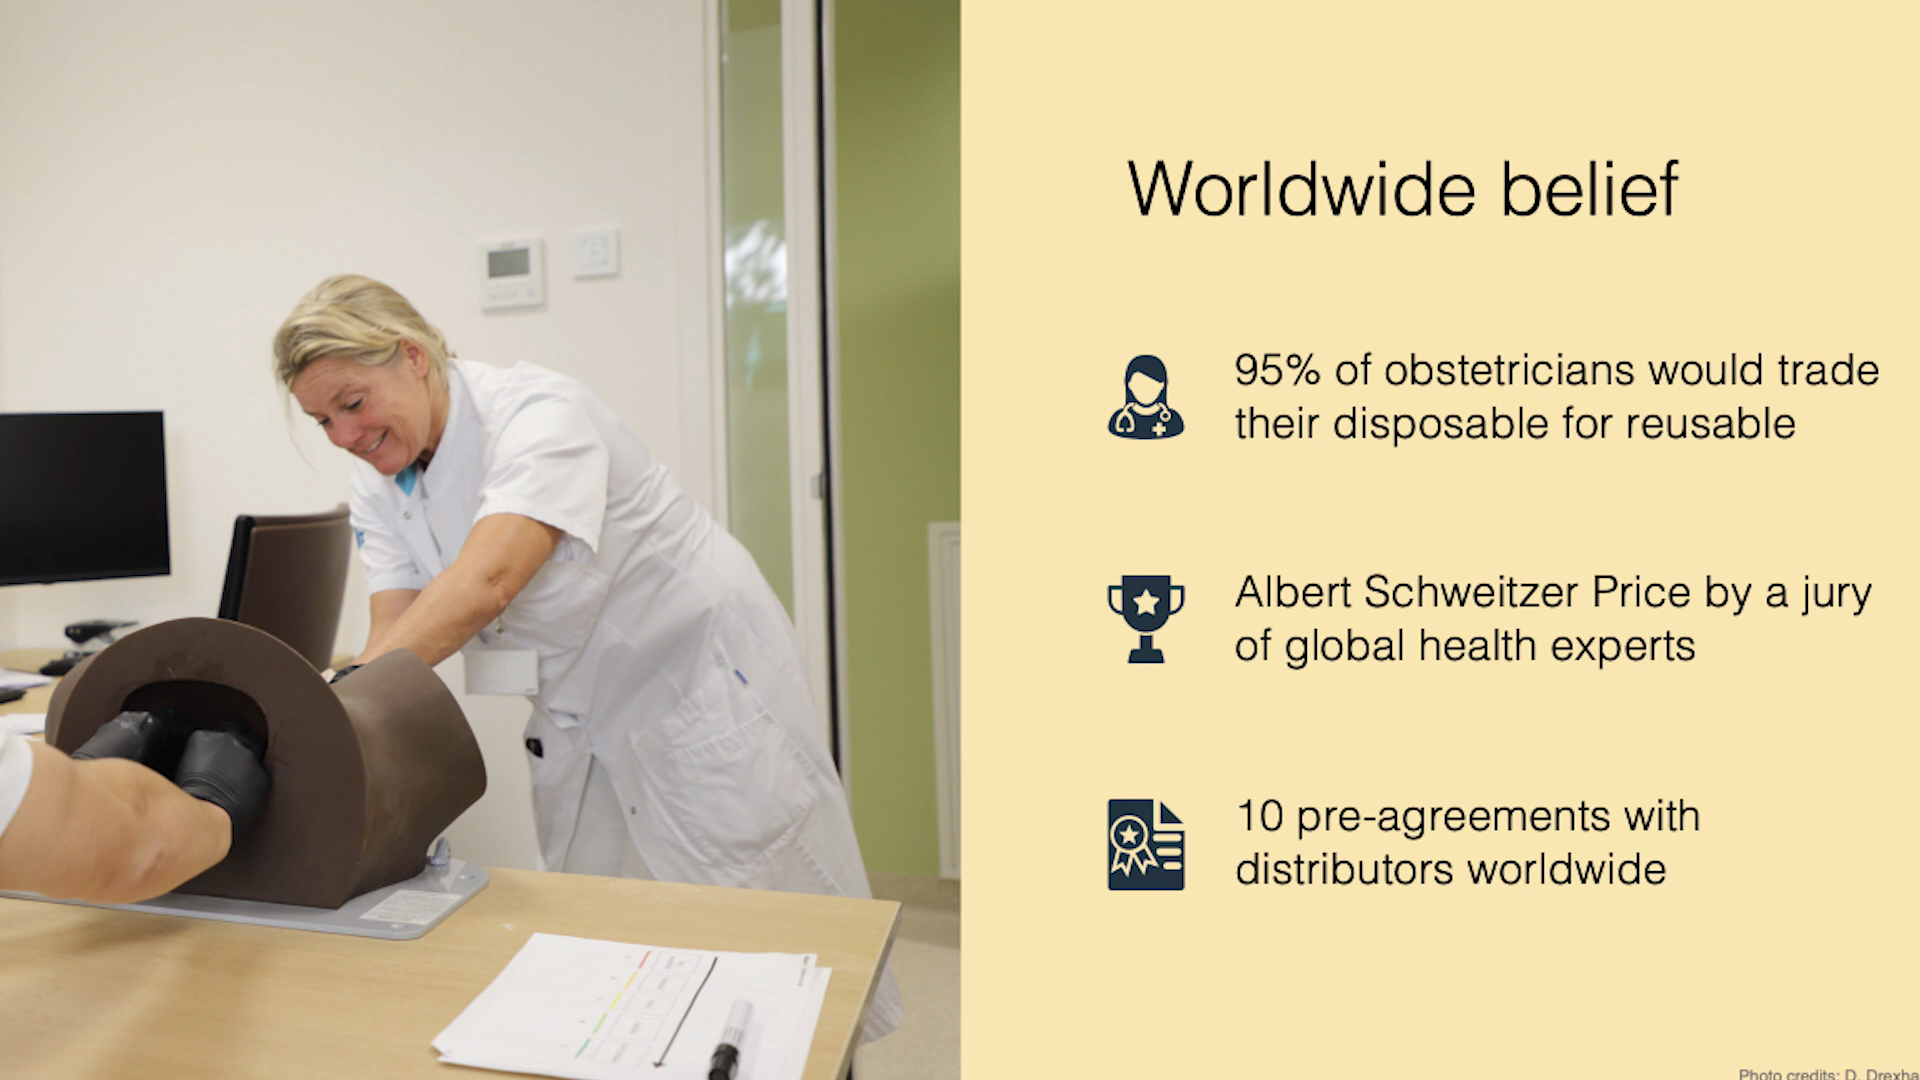 Worldwide belief
95% of obstetricians would trade
their disposable for reusable
Albert Schweitzer Price by a jury
of global health experts
10 pre-agreements with
distributors worldwide
Photo credits: D. Drexha